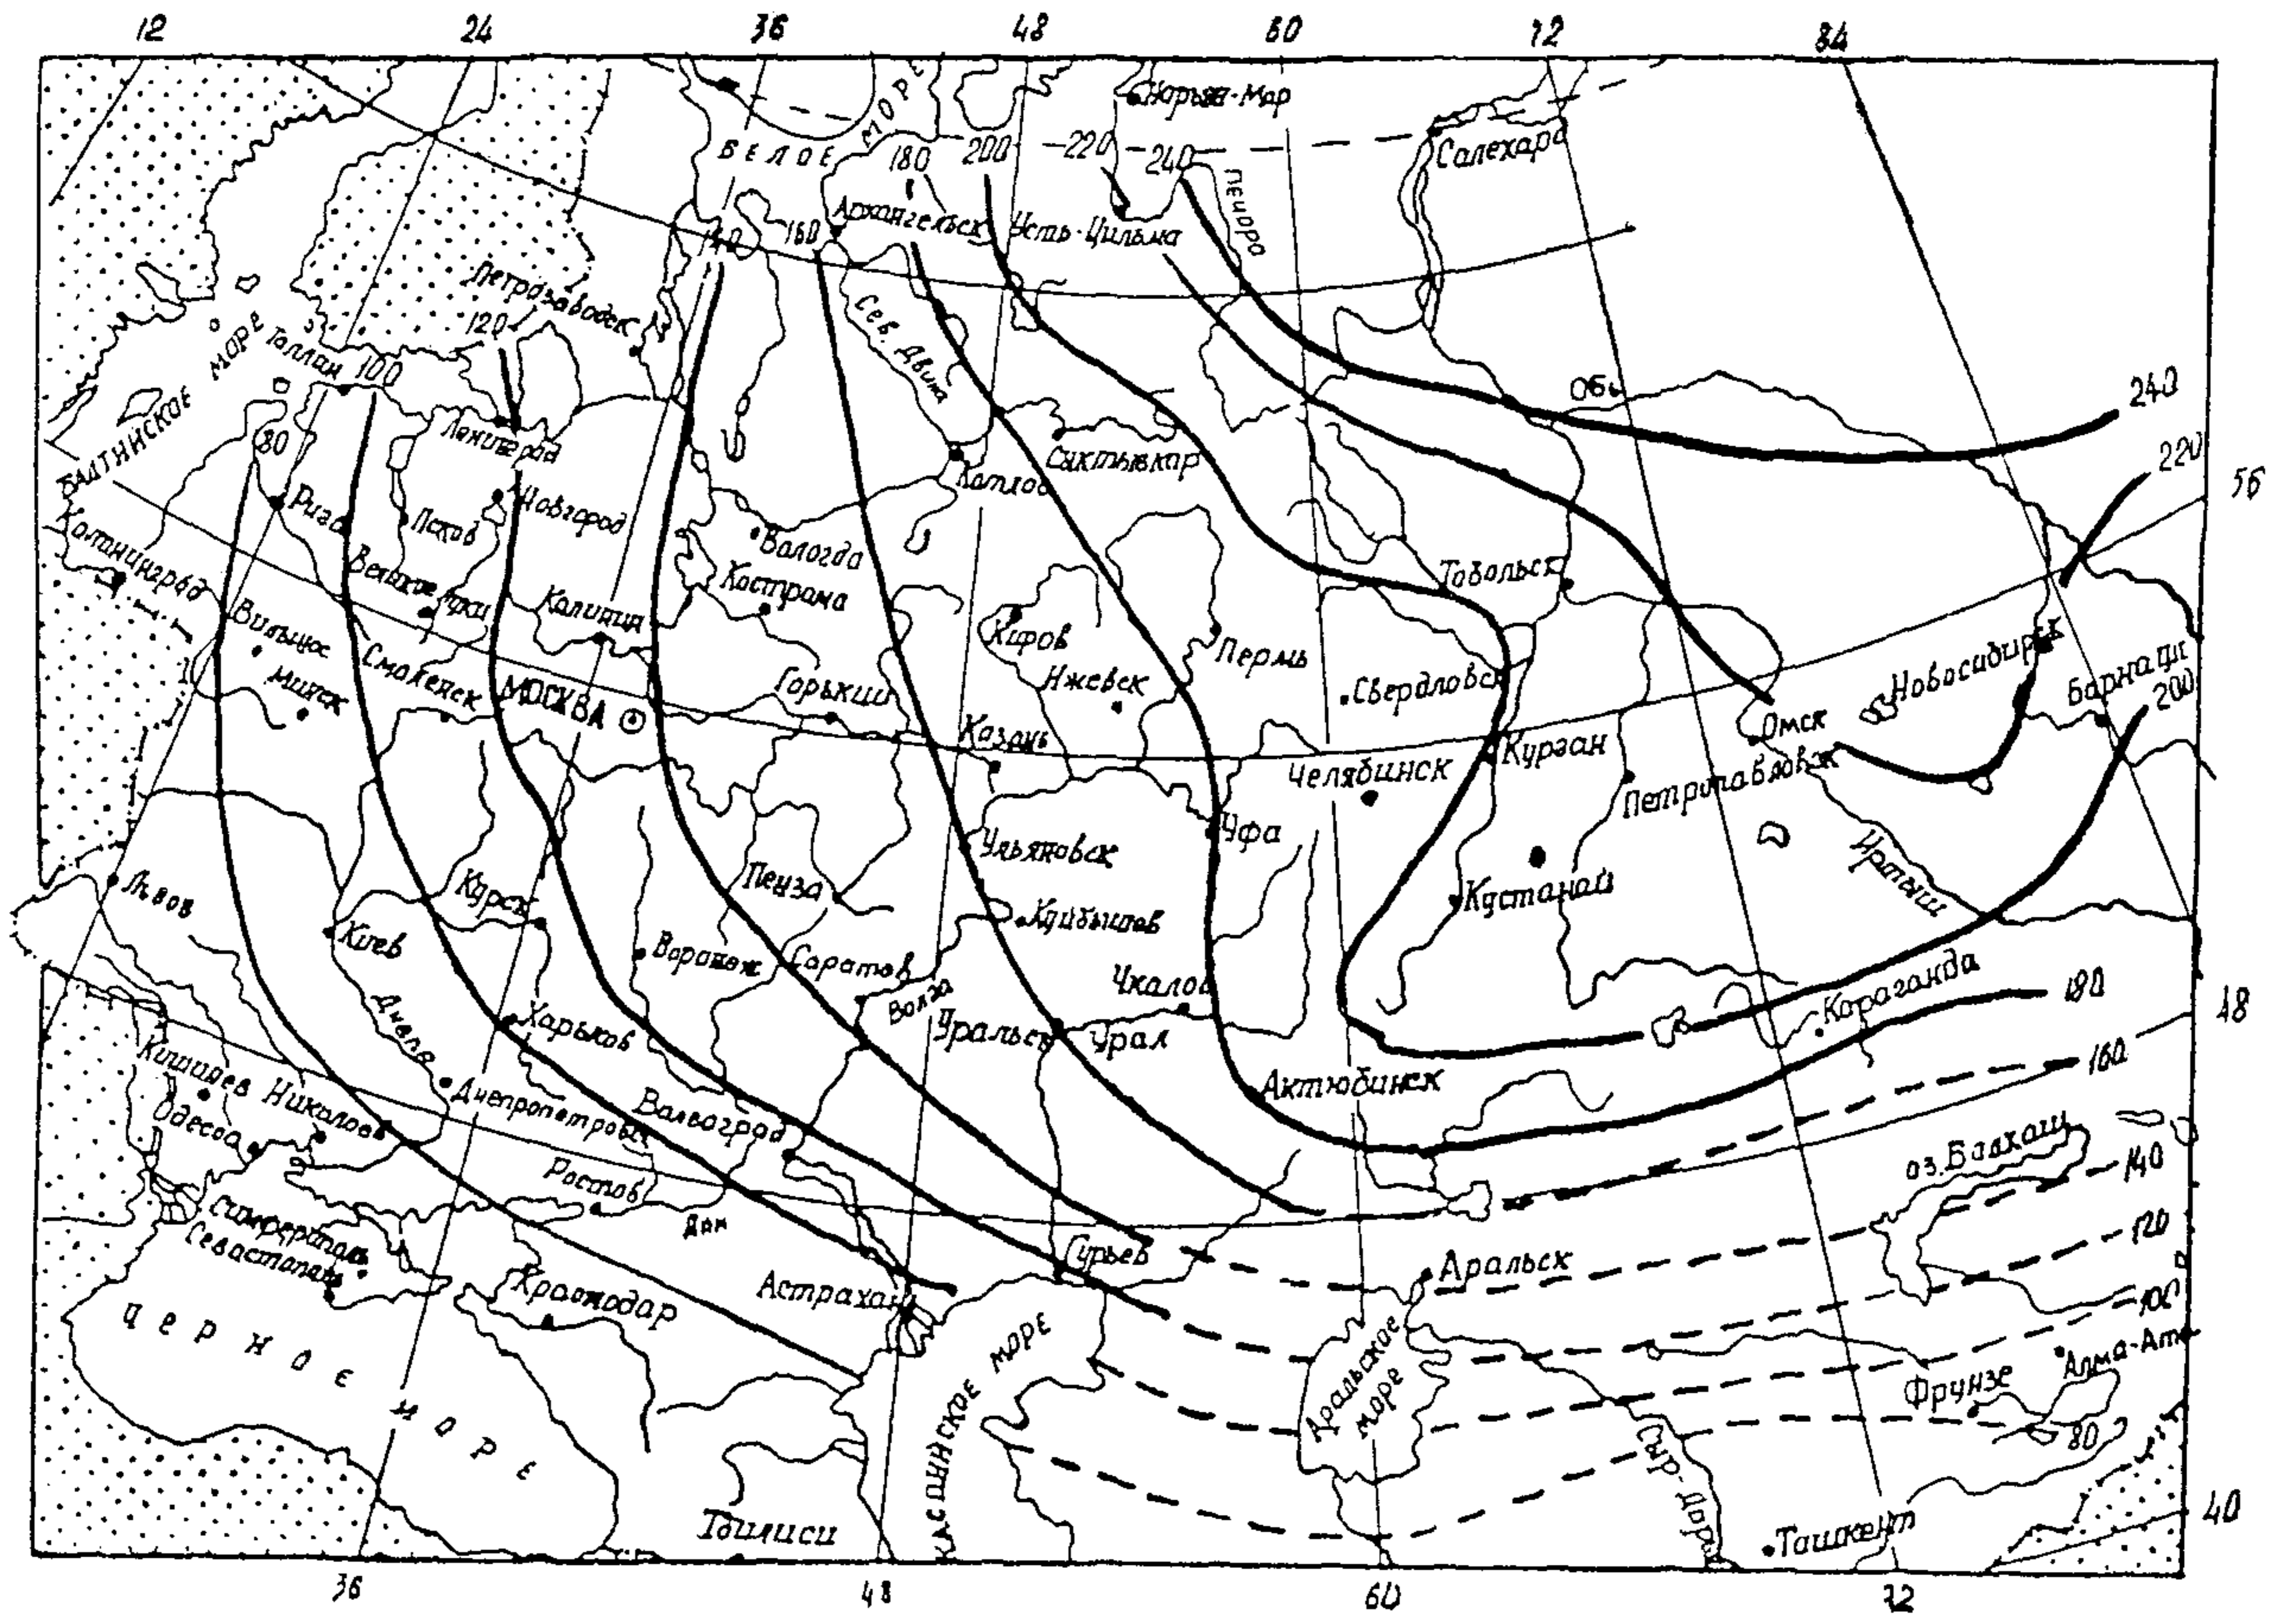 12 24 36 48 60 72 84
Нарьян-Мар
МОРЕ
БЕЛОЕ
180 200 220 240
Салехард
ПЕЧОРА
Архангельск
Усть-Цильма
140 160
Петрозаводск
Сев. Двина
120
Таллин
100
МАРЕ
БАЛТИЙСКОЕ
80
Ленинград
Сиктывкар
Котлос
Обь
240
220
56
Рига
Псков
Новгород
Вологда
Калининград
Великие луки
Кострома
Калинин
Тобольск
Вильнюс
Минск
Смоленск
МОСКВА
Горький
Киров
Пермь
Ижевск
Свердловск
Новосибирск
Барнаул
200
Казань
Омск
Курган
Челябинск
Петропавловск
Уфа
Ульяновск
Иртыш
Львов
Курск
Пенза
Кустанай
Киев
Куйбышев
Воронеж
Саратов
Волга
Чкалов
Караганда
180
48
Днепр
Харьков
Уральск
Урал
160
Кишинев
Николаев
Одесса
Днепропетровск
Валгоград
Актюбинск
оз. Балхаш
140
Ростов
Дон
120
Симферополь
Севастополь
Гурьев
Аральск
100
Краснодар
Астрахань
Алма-Ата
ЧЕРНОЕ МОРЕ
КАСПИЙСКОЕ МОРЕ
Аральское
море
Фрунзе
80
Сыр-Дарья
Тбилиси
Ташкент
40
36 48 60 72